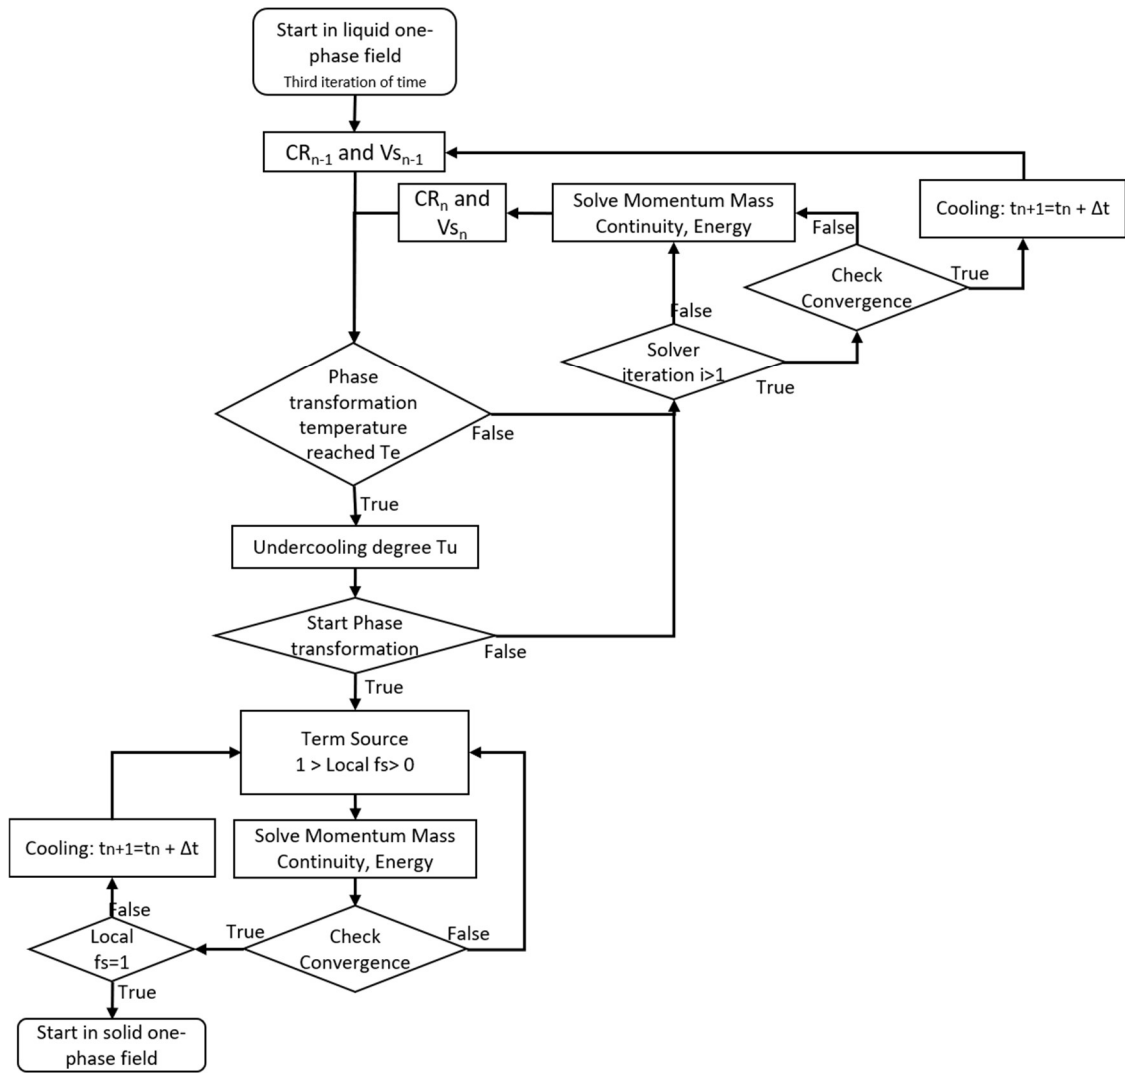 Start in liquid one-
phase field
Third iteration of time
CRn-1 and Vsn-1
CRn and
Vsn
Solve Momentum Mass
Continuity, Energy
False
Cooling: tn+1=tn + Δt
Check
Convergence
True
False
Solver
iteration i>1
True
Phase
transformation
temperature
reached Te
False
True
Undercooling degree Tu
Start Phase
transformation
False
True
Term Source
1 > Local fs> 0
Solve Momentum Mass
Continuity, Energy
Cooling: tn+1=tn + Δt
False
True
Check
Convergence
False
Local
fs=1
True
Start in solid one-
phase field